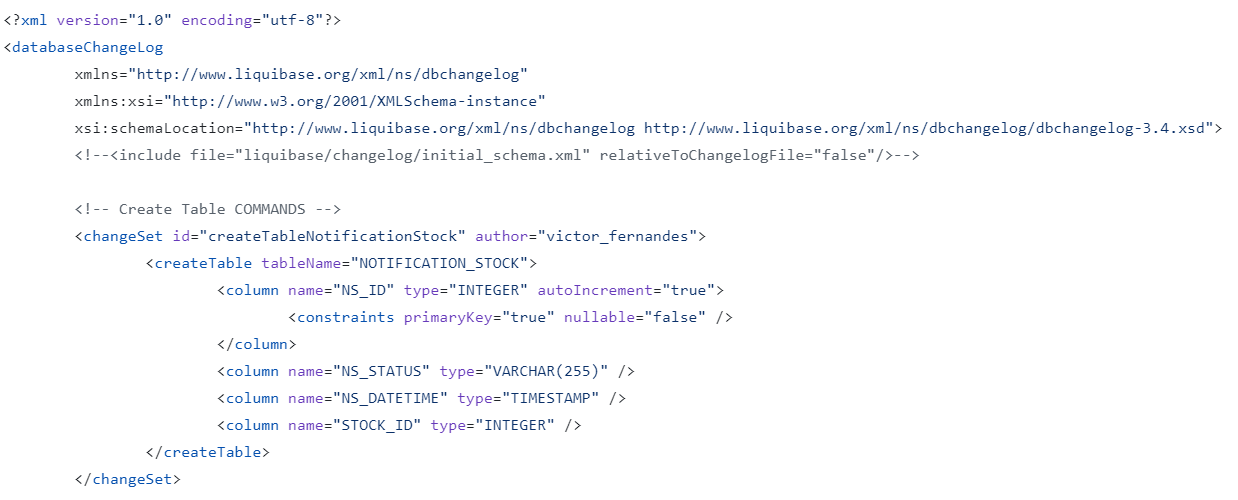 <?xml version="1.0" encoding="utf-8"?>
<databaseChangeLog
xmlns="http://www.liquibase.org/xml/ns/dbchangelog"
xmlns:xsi="http://www.w3.org/2001/XMLSchema-instance"
xsi:schemaLocation="http://www.liquibase.org/xml/ns/dbchangelog http://www.liquibase.org/xml/ns/dbchangelog/dbchangelog-3.4.xsd">
<!--<include file="liquibase/changelog/initial_schema.xml" relativeToChangelogFile="false"/>-->
<!-- Create Table COMMANDS -->
<changeSet id="createTableNotificationStock" author="victor_fernandes">
<createTable tableName="NOTIFICATION_STOCK">
<column name="NS_ID" type="INTEGER" autoIncrement="true">
<constraints primaryKey="true" nullable="false" />
</column>
<column name="NS_STATUS" type="VARCHAR(255)" />
<column name="NS_DATETIME" type="TIMESTAMP" />
<column name="STOCK_ID" type="INTEGER" />
</createTable>
</changeSet>